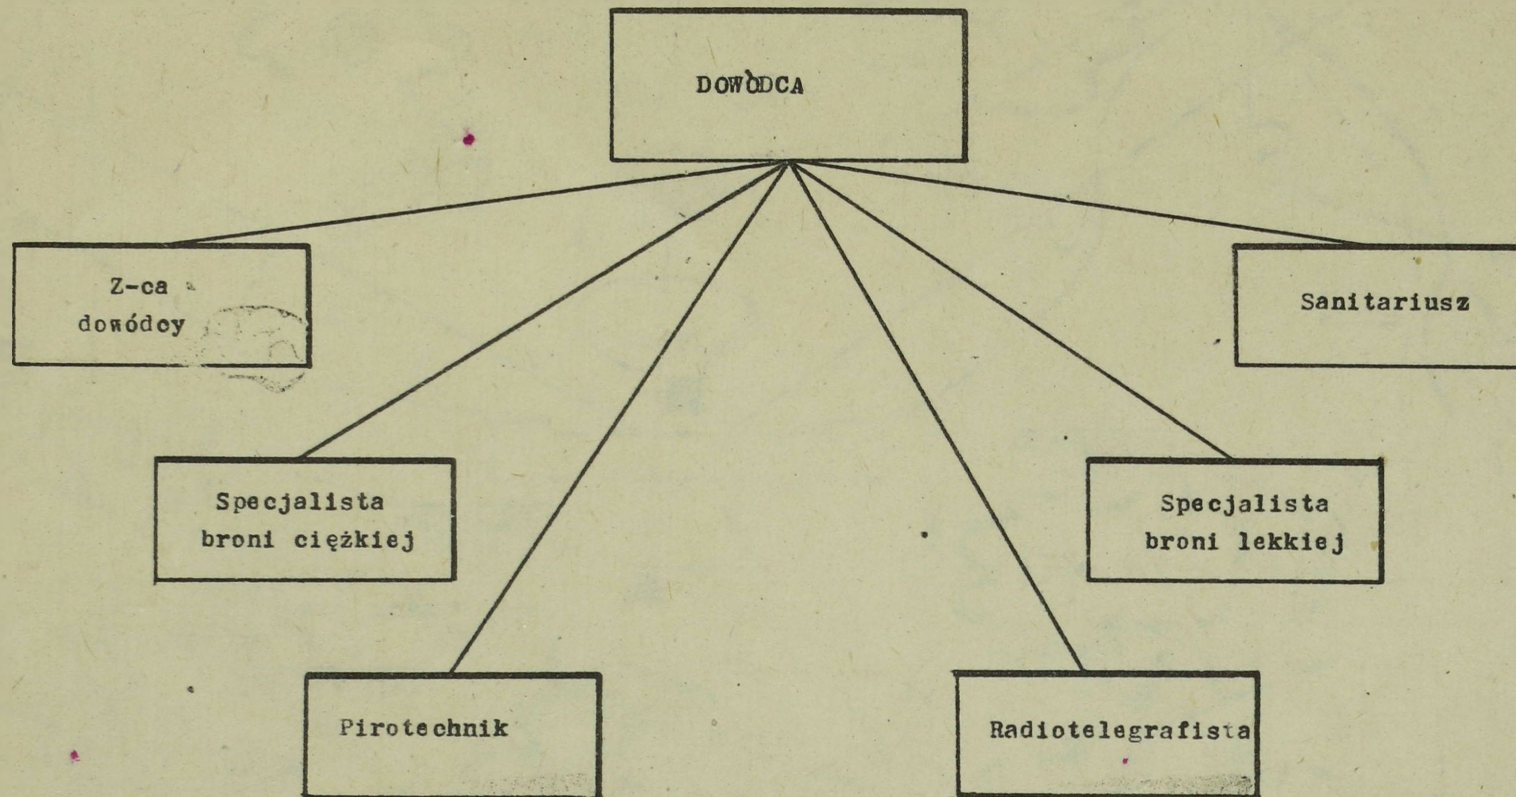 DOWÓDCA
Z-ca
dowódcy
Sanitariusz
Specjalista
broni ciężkiej
Specjalista
broni lekkiej
Pirotechnik
Radiotelegrafista